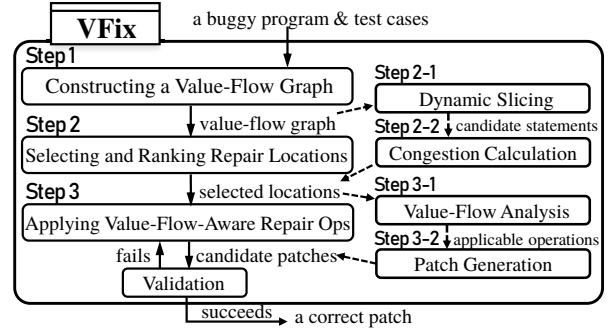 VFix
a buggy program & test cases
Step 1
Constructing a Value-Flow Graph
Step 2-1
Dynamic Slicing
value-flow graph
Step 2
Step 2-2
candidate statements
Selecting and Ranking Repair Locations
Congestion Calculation
Step 3
selected locations
Step 3-1
Applying Value-Flow-Aware Repair Ops
Value-Flow Analysis
Step 3-2
applicable operations
fails
candidate patches
Patch Generation
Validation
succeeds
a correct patch